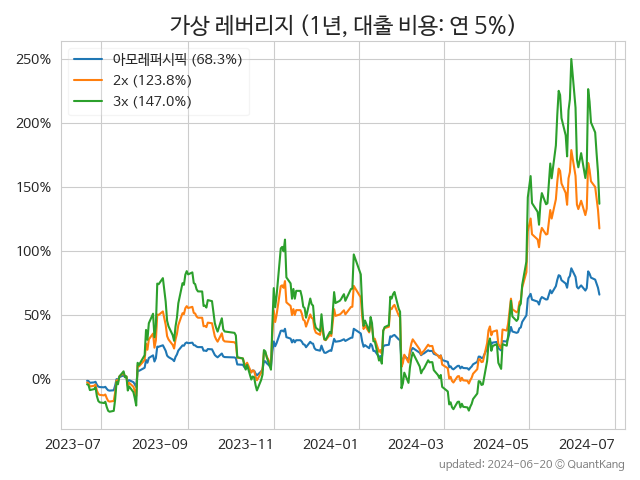 가상 레버리지 (1년, 대출 비용: 연 5%)
아모레퍼시픽 (68.3%)
2x (123.8%)
3x (147.0%)
250%
200%
150%
100%
50%
0%
2023-07 2023-09 2023-11 2024-01 2024-03 2024-05 2024-07
updated: 2024-06-20 © QuantKang